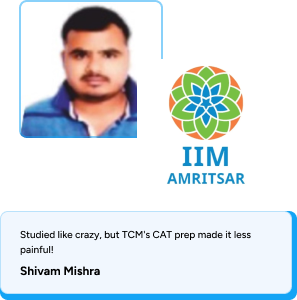 IIM
AMRITSAR
Studied like crazy, but TCM's CAT prep made it less
painful!
Shivam Mishra